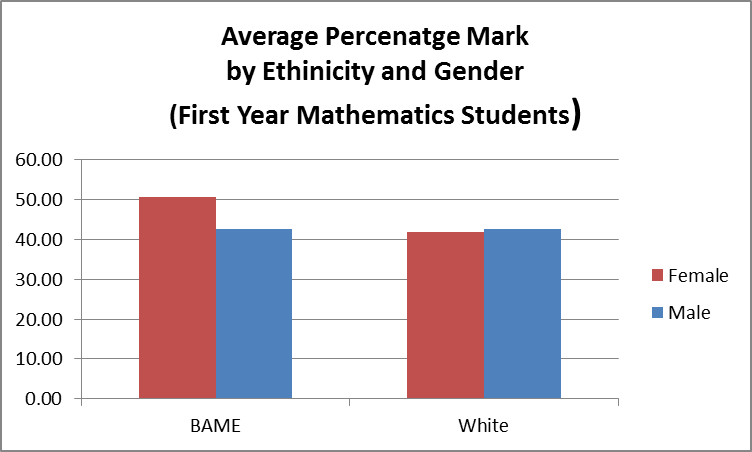 Average Percenatge Mark
by Ethinicity and Gender
(First Year Mathematics Students)
60.00
50.00
40.00
30.00
20.00
10.00
0.00
BAME
White
Female
Male